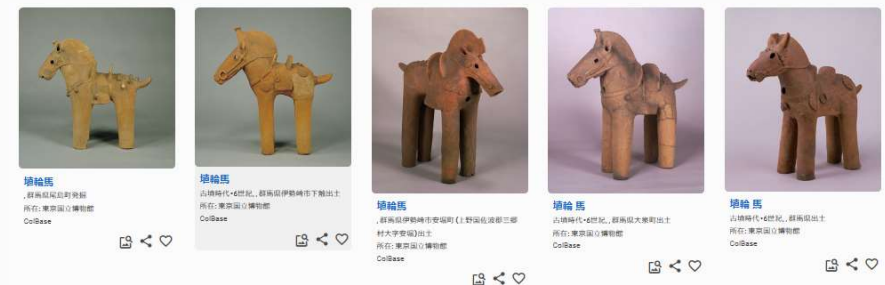 埴輪馬
,群馬県尾島町発掘
所在: 東京国立博物館
ColBase
埴輪馬
古墳時代・6世紀,,群馬県伊勢崎市下触出土
所在: 東京国立博物館
ColBase
埴輪馬
,群馬県伊勢崎市安堀町(上野国佐波郡三郷
村大字安堀)出土
所在: 東京国立博物館
ColBase
埴輪 馬
古墳時代・6世紀,,群馬県大泉町出土
所在: 東京国立博物館
ColBase
埴輪 馬
古墳時代・6世紀,,群馬県出土
所在: 東京国立博物館
ColBase